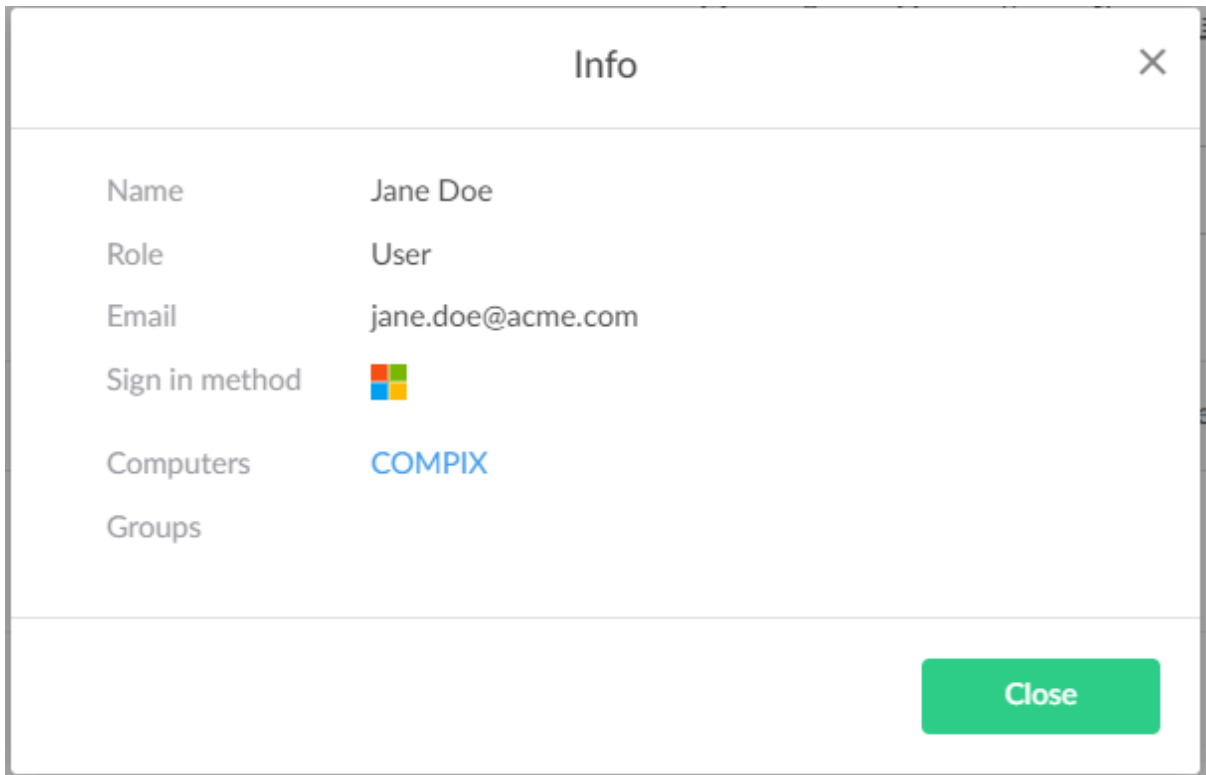 Info
Name Jane Doe
Role User
Email jane.doe@acme.com
Sign in method
Computers COMPIX
Groups
Close